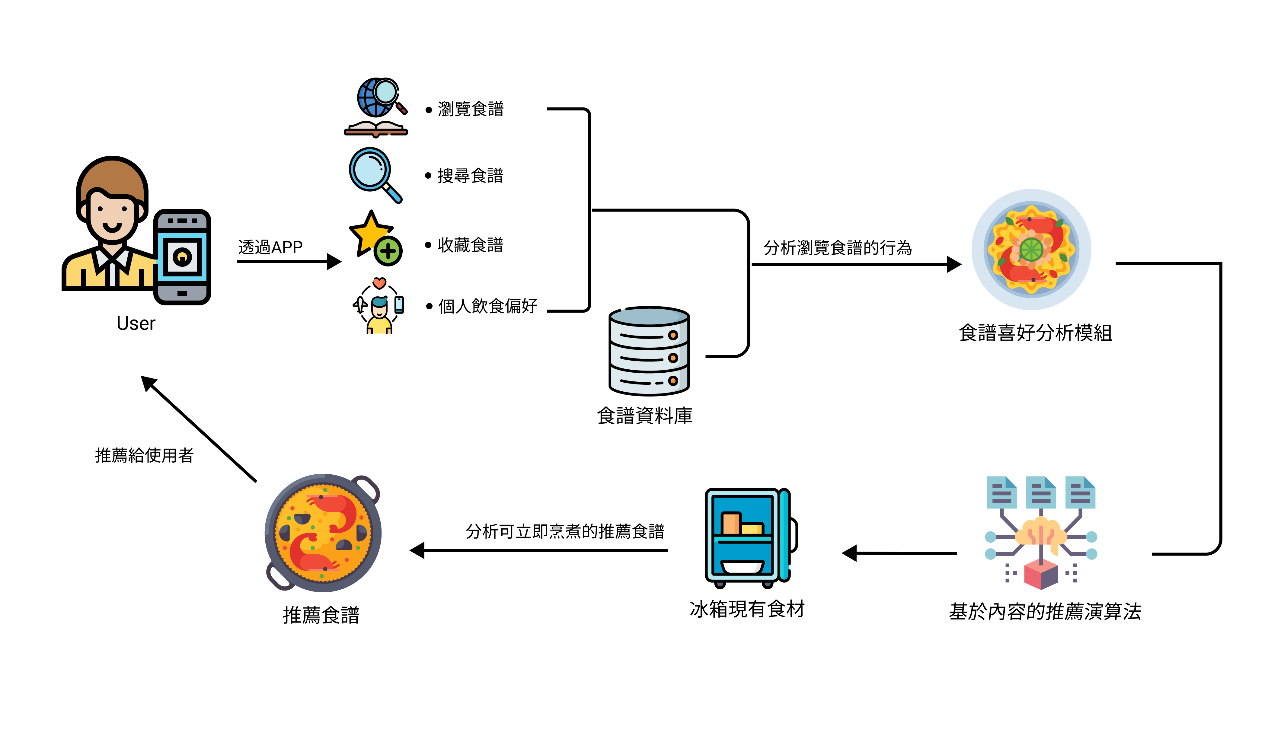 瀏覽食譜
搜尋食譜
收藏食譜
個人飲食偏好
透過APP
User
分析瀏覽食譜的行為
食譜喜好分析模組
食譜資料庫
推薦給使用者
分析可立即烹煮的推薦食譜
推薦食譜
冰箱現有食材
基於內容的推薦演算法